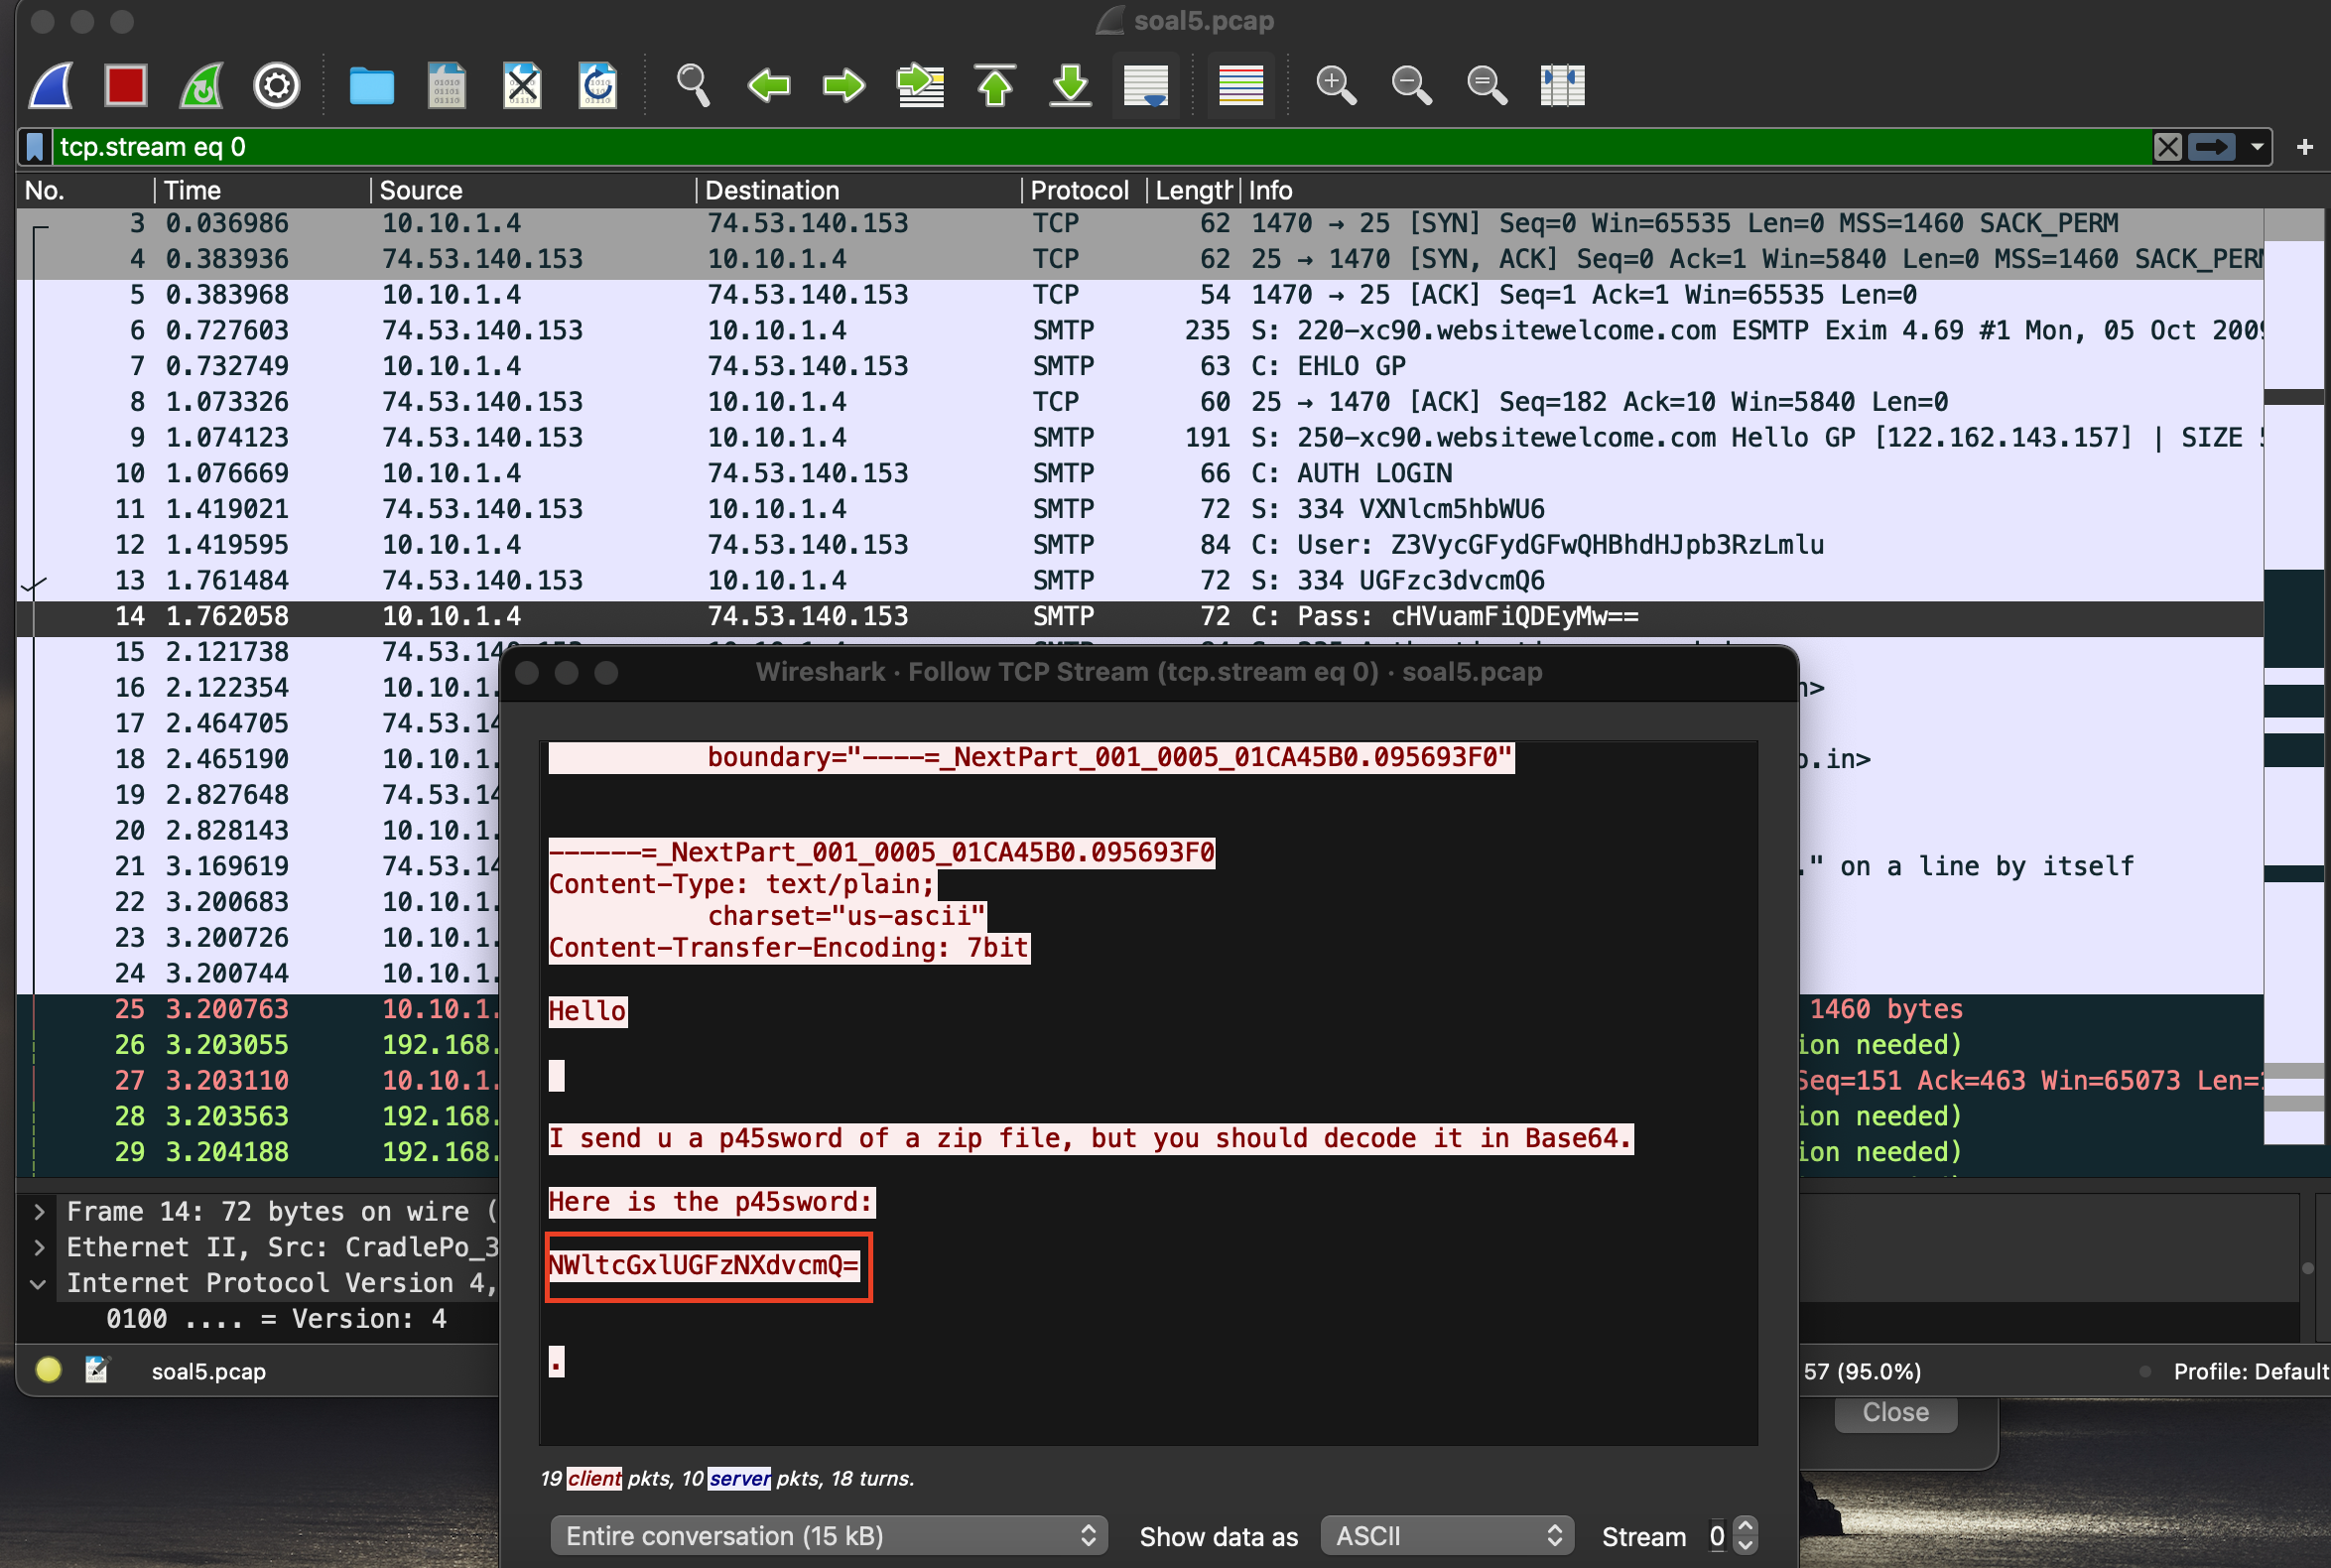 soal5.pcap
tcp.stream eq 0
No. Time Source Destination Protocol Length Info
3 0.036986 10.10.1.4 74.53.140.153 TCP 62 1470 → 25 [SYN] Seq=0 Win=65535 Len=0 MSS=1460 SACK_PERM
4 0.383936 74.53.140.153 10.10.1.4 TCP 62 25 → 1470 [SYN, ACK] Seq=0 Ack=1 Win=5840 Len=0 MSS=1460 SACK_PERM
5 0.383968 10.10.1.4 74.53.140.153 TCP 54 1470 → 25 [ACK] Seq=1 Ack=1 Win=65535 Len=0
6 0.727603 74.53.140.153 10.10.1.4 SMTP 235 S: 220-xc90.websitewelcome.com ESMTP Exim 4.69 #1 Mon, 05 Oct 2009
7 0.732749 10.10.1.4 74.53.140.153 SMTP 63 C: EHLO GP
8 1.073326 74.53.140.153 10.10.1.4 TCP 60 25 → 1470 [ACK] Seq=182 Ack=10 Win=5840 Len=0
9 1.074123 74.53.140.153 10.10.1.4 SMTP 191 S: 250-xc90.websitewelcome.com Hello GP [122.162.143.157] | SIZE
10 1.076669 10.10.1.4 74.53.140.153 SMTP 66 C: AUTH LOGIN
11 1.419021 74.53.140.153 10.10.1.4 SMTP 72 S: 334 VXNlcm5hbWU6
12 1.419595 10.10.1.4 74.53.140.153 SMTP 84 C: User: Z3VycGFydGFwQHBhdHJpb3RzLmlu
13 1.761484 74.53.140.153 10.10.1.4 SMTP 72 S: 334 UGFzc3dvcmQ6
14 1.762058 10.10.1.4 74.53.140.153 SMTP 72 C: Pass: cHVuamFiQDEyMw==
15 2.121738 74.53.14
16 2.122354 10.10.1. n>
17 2.464705 74.53.14
18 2.465190 10.10.1. .in>
19 2.827648 74.53.14
20 2.828143 10.10.1.
21 3.169619 74.53.14 ." on a line by itself
22 3.200683 10.10.1.
23 3.200726 10.10.1.
24 3.200744 10.10.1.
25 3.200763 10.10.1. 1460 bytes
26 3.203055 192.168. ion needed)
27 3.203110 10.10.1. Seq=151 Ack=463 Win=65073 Len=
28 3.203563 192.168. ion needed)
29 3.204188 192.168. ion needed)
Frame 14: 72 bytes on wire (
Ethernet II, Src: CradlePo_3
Internet Protocol Version 4,
0100 .... = Version: 4
soal5.pcap 57 (95.0%) Profile: Default
Close
Wireshark · Follow TCP Stream (tcp.stream eq 0) · soal5.pcap
boundary="----=_NextPart_001_0005_01CA45B0.095693F0"
------=_NextPart_001_0005_01CA45B0.095693F0
Content-Type: text/plain;
charset="us-ascii"
Content-Transfer-Encoding: 7bit
Hello
I send u a p45sword of a zip file, but you should decode it in Base64.
Here is the p45sword:
NWltcGxlUGFzNXdvcmQ=
.
19 client pkts, 10 server pkts, 18 turns.
Entire conversation (15 kB) Show data as ASCII Stream 0